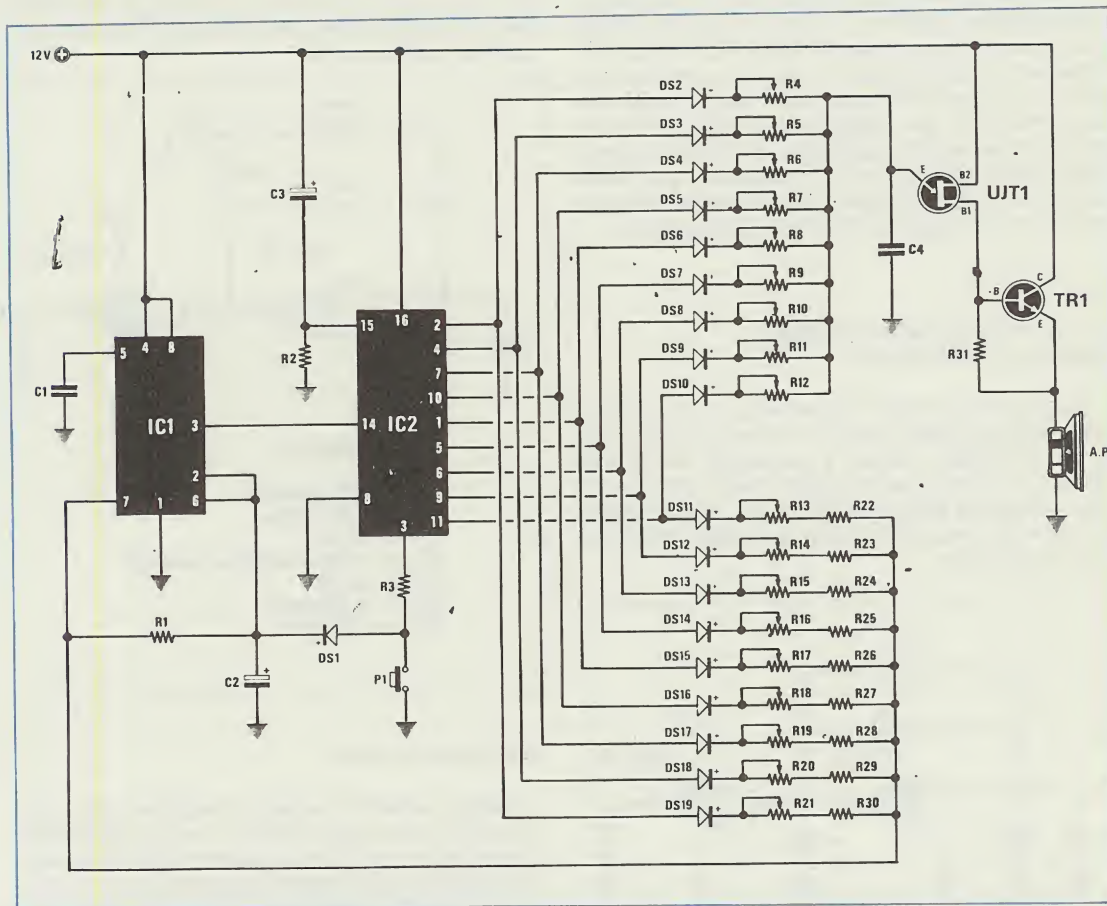 12V
DS2 R4
DS3 R5
DS4 R6
DS5 R7
DS6 R8
DS7 R9
DS8 R10
DS9 R11
DS10 R12
C3
E B2
B1 UJT1
C4
B C TR1
E
R31
A.P.
5 4 8
C1
IC1 3
2
7 1 6
R2
15 16 2
4
7
10
14 IC2 1
5
6
8 9
3 11
R3
R1
DS1
C2
P1
DS11 R13 R22
DS12 R14 R23
DS13 R15 R24
DS14 R16 R25
DS15 R17 R26
DS16 R18 R27
DS17 R19 R28
DS18 R20 R29
DS19 R21 R30